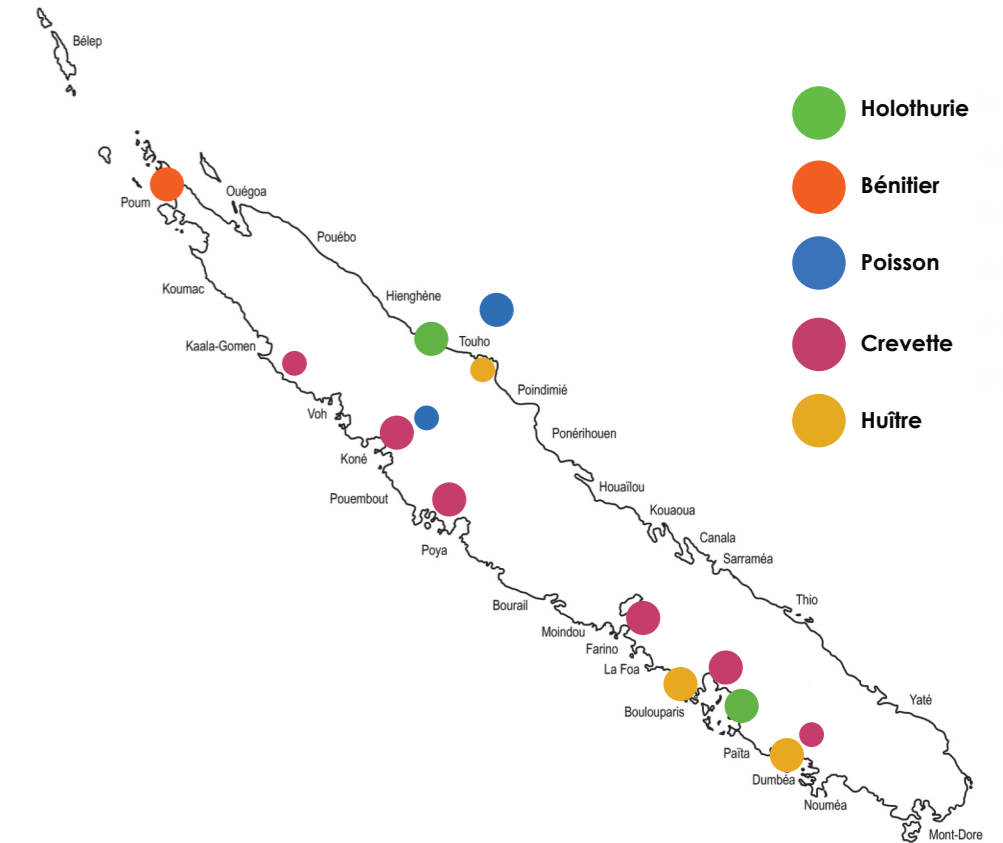 Bélep
Holothurie
Bénitier
Ouégoa
Poum
Pouébo
Poisson
Koumac
Hienghène
Touho
Kaala-Gomen
Crevette
Poindimié
Voh
Huître
Ponérihouen
Koné
Houaïlou
Pouembout
Kouaoua
Canala
Poya
Sarraméa
Thio
Bourail
Moindou
Farino
La Foa
Yaté
Boulouparis
Païta
Dumbéa
Nouméa
Mont-Dore